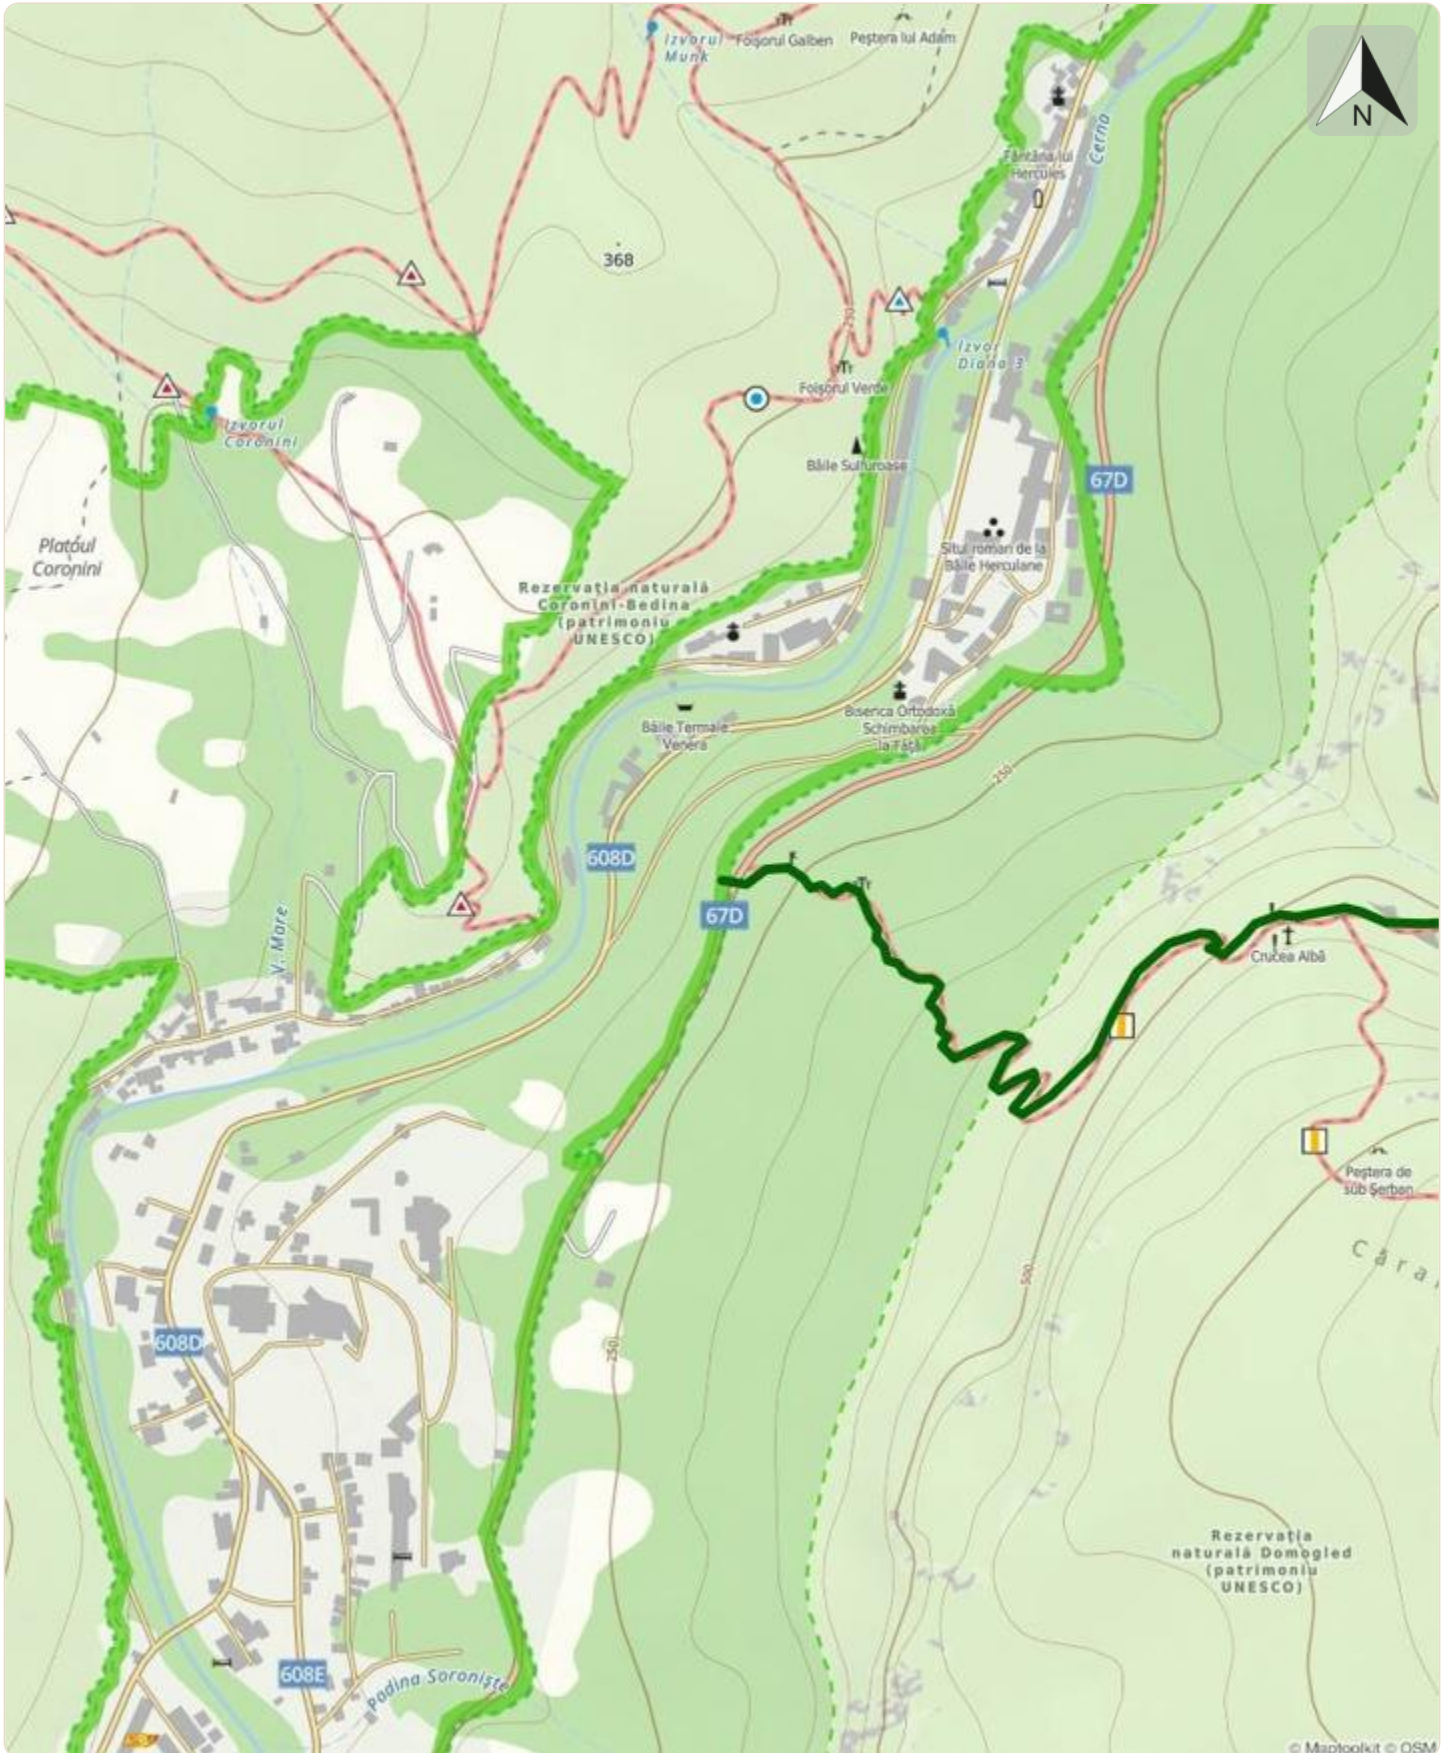 Izvorul
Munk
Foișorul Galben
Peștera lui Adam
N
Cerna
Fântâna lui
Hercules
368
250
Izvor
Diana 3
Foișorul Verde
Izvorul
Coronini
Băile Sulfuroase
67D
Platoul
Coronini
Situl roman de la
Băile Herculane
Rezervația naturală
Coronini-Bedina
(patrimoniu
UNESCO)
Biserica Ortodoxă
Schimbarea
la Față
Băile Termale
Venera
250
608D
67D
V. Mare
Crucea Albă
Peștera de
sub Șerban
500
608D
250
Rezervația
naturală Domogled
(patrimoniu
UNESCO)
608E
Padina Soroniște
© Maptoolkit © OSM